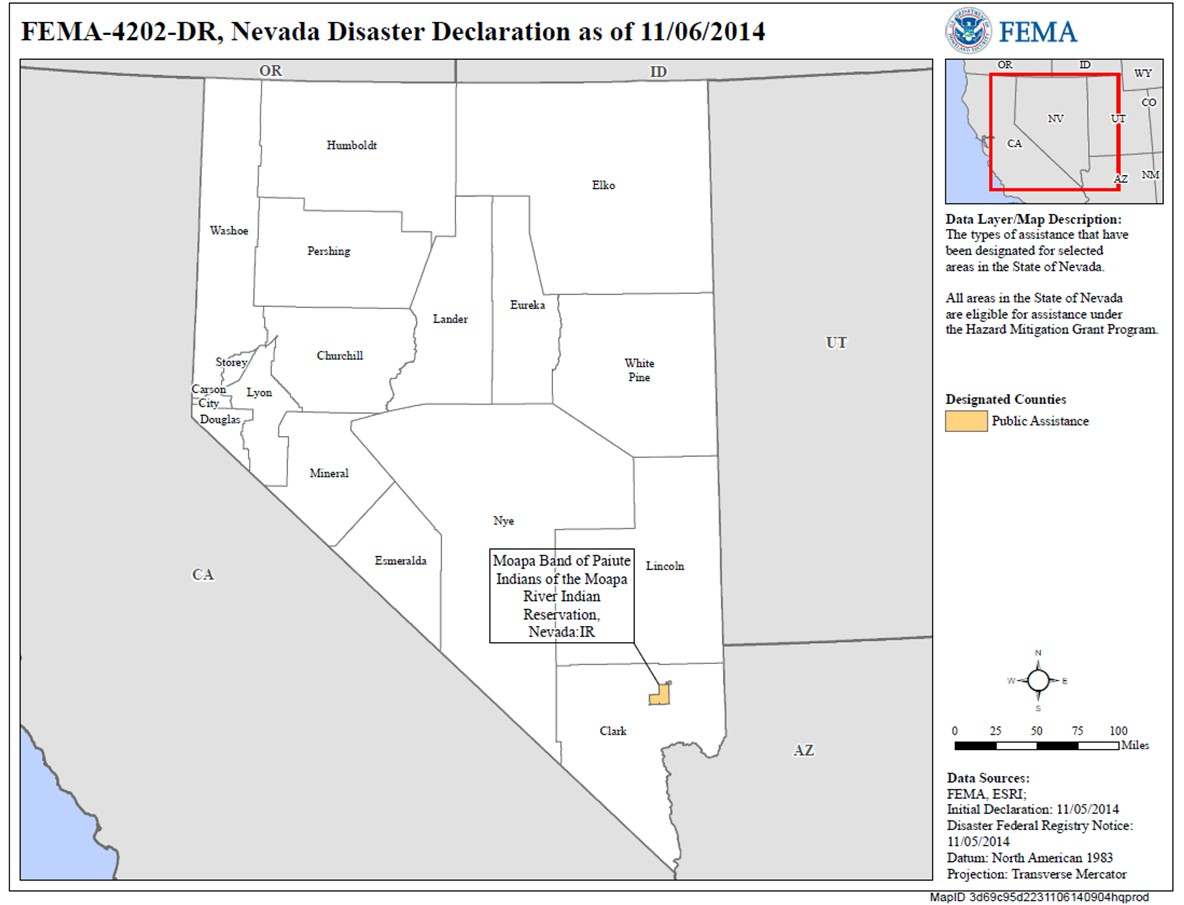 FEMA-4202-DR, Nevada Disaster Declaration as of 11/06/2014
FEMA
OR
ID
Humboldt
Elko
Washoe
Pershing
Lander
Eureka
Churchill
White
Pine
UT
Storey
Carson
City
Lyon
Douglas
Mineral
Nye
Esmeralda
CA
Moapa Band of Paiute
Indians of the Moapa
River Indian
Reservation,
Nevada:IR
Lincoln
Clark
AZ
OR
ID
WY
CO
NV
UT
CA
AZ
NM
Data Layer/Map Description:
The types of assistance that have
been designated for selected
areas in the State of Nevada.
All areas in the State of Nevada
are eligible for assistance under
the Hazard Mitigation Grant Program.
Designated Counties
Public Assistance
N
W
E
S
0 25 50 75 100
Miles
Data Sources:
FEMA, ESRI;
Initial Declaration: 11/05/2014
Disaster Federal Registry Notice:
11/05/2014
Datum: North American 1983
Projection: Transverse Mercator
MapID 3d69c95d2231106140904hqprod